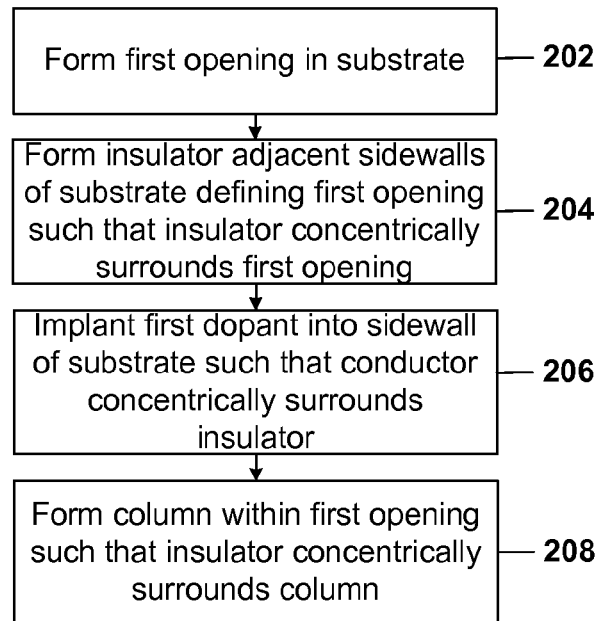 Form first opening in substrate
202
Form insulator adjacent sidewalls
of substrate defining first opening
such that insulator concentrically
surrounds first opening
204
Implant first dopant into sidewall
of substrate such that conductor
concentrically surrounds
insulator
206
Form column within first opening
such that insulator concentrically
surrounds column
208